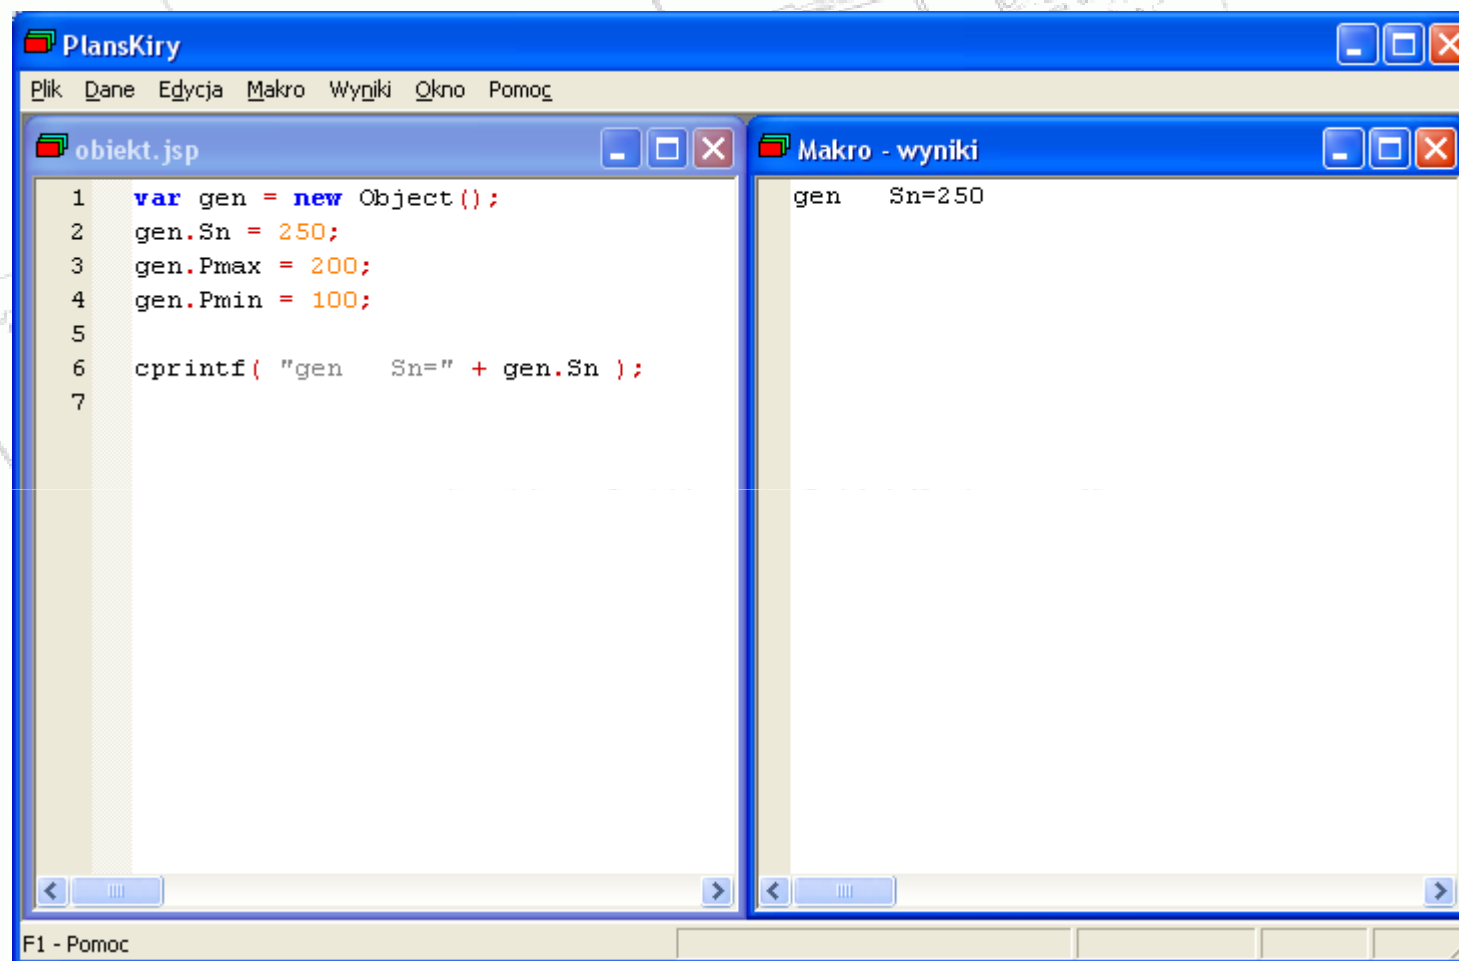 PlansKiry
Plik Dane Edycja Makro Wyniki Okno Pomoc
obiekt.jsp
1 var gen = new Object();
2 gen.Sn = 250;
3 gen.Pmax = 200;
4 gen.Pmin = 100;
5
6 cprintf( "gen   Sn=" + gen.Sn );
7
Makro - wyniki
gen   Sn=250
F1 - Pomoc